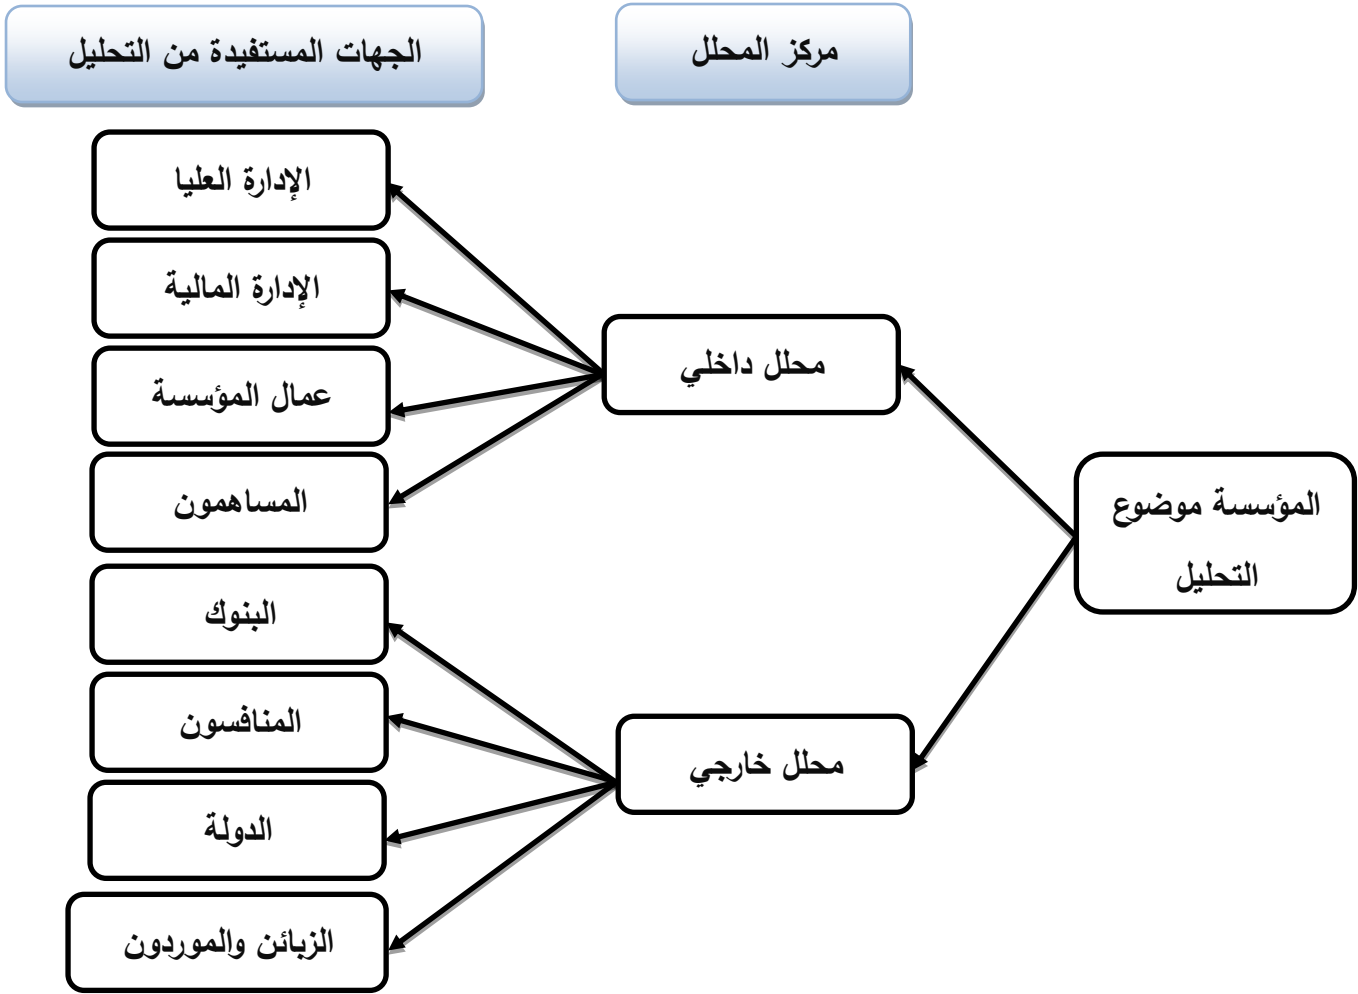 مركز المحلل
الجهات المستفيدة من التحليل
المؤسسة موضوع
التحليل
محلل داخلي
الإدارة العليا
الإدارة المالية
عمال المؤسسة
المساهمون
محلل خارجي
البنوك
المنافسون
الدولة
الزبائن والموردون